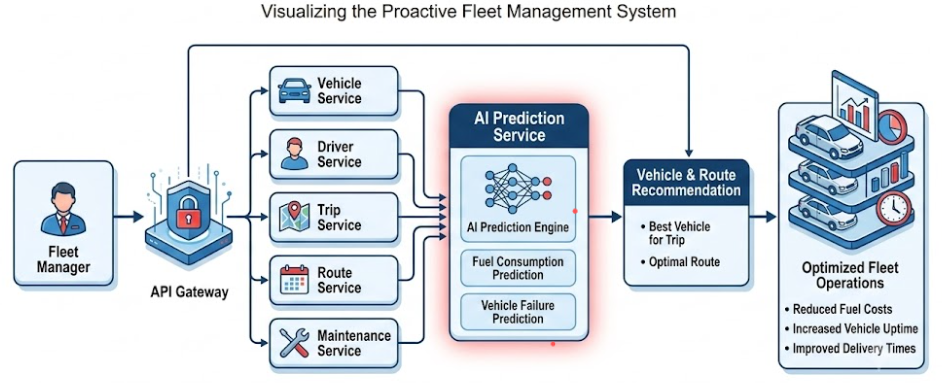 Visualizing the Proactive Fleet Management System
Fleet
Manager
API Gateway
Vehicle
Service
Driver
Service
Trip
Service
Route
Service
Maintenance
Service
AI Prediction
Service
AI Prediction Engine
Fuel Consumption
Prediction
Vehicle Failure
Prediction
Vehicle & Route
Recommendation
• Best Vehicle
for Trip
• Optimal Route
Optimized Fleet
Operations
• Reduced Fuel Costs
• Increased Vehicle Uptime
• Improved Delivery Times